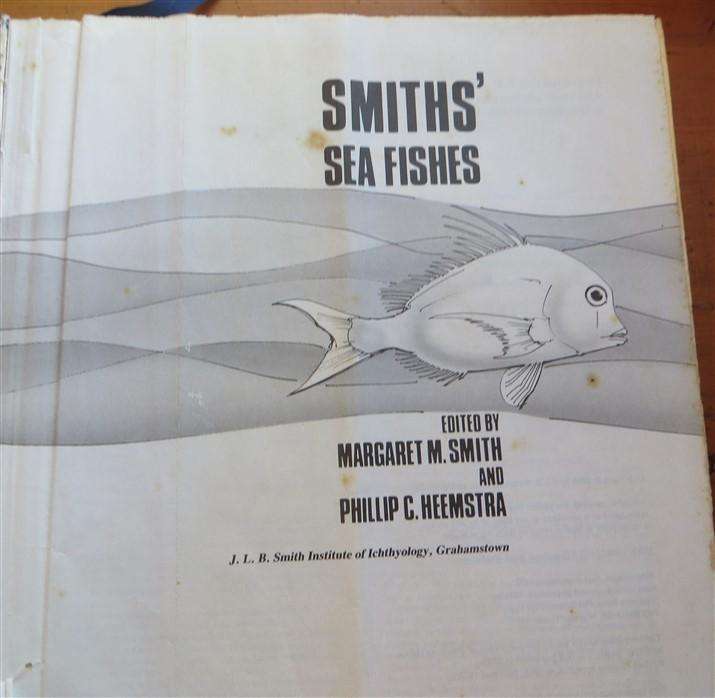 SMITHS'
SEA FISHES
EDITED BY
MARGARET M. SMITH
AND
PHILLIP C. HEEMSTRA
J. L. B. Smith Institute of Ichthyology, Grahamstown